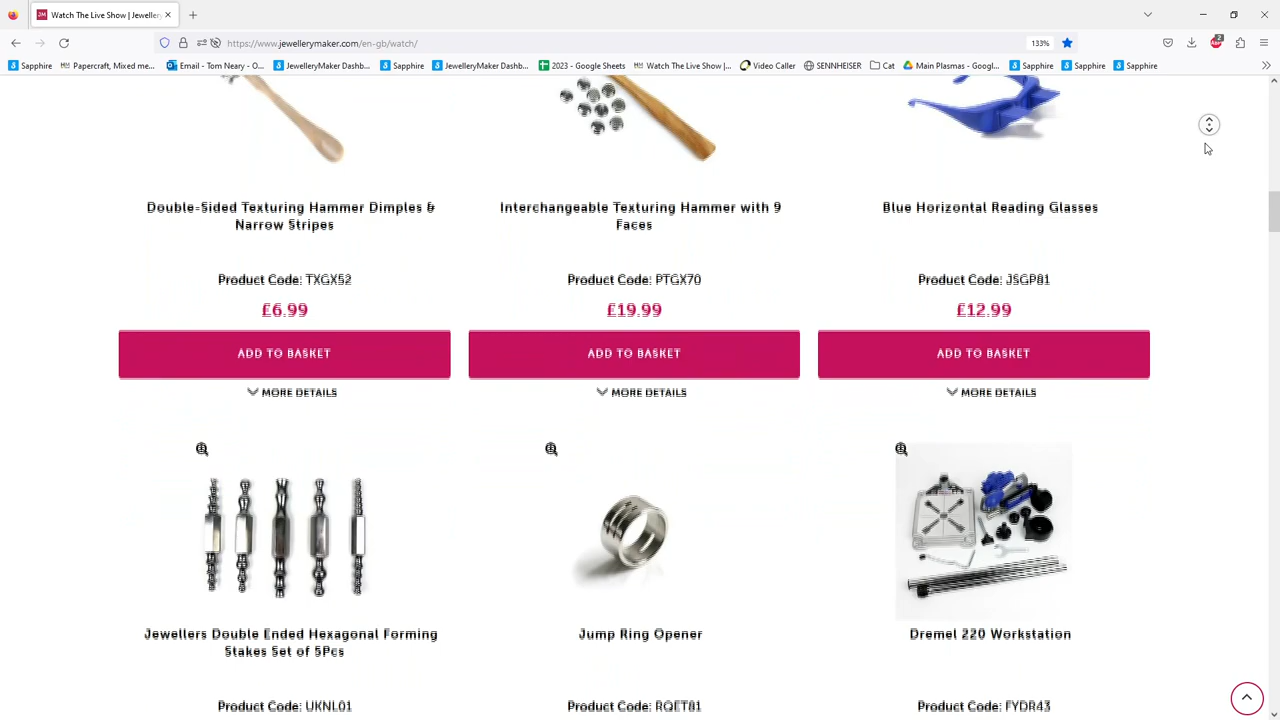 Watch The Live Show | Jewellery
https://www.jewellerymaker.com/en-gb/watch/
133%
2
Sapphire
Papercraft, Mixed me...
Email - Tom Neary - O...
JewelleryMaker Dashb...
Sapphire
JewelleryMaker Dashb...
2023 - Google Sheets
Watch The Live Show |...
Video Caller
SENNHEISER
Cat
Main Plasmas - Googl...
Sapphire
Sapphire
Sapphire
Double-Sided Texturing Hammer Dimples &
Narrow Stripes
Product Code: TXGX52
£6.99
ADD TO BASKET
MORE DETAILS
Interchangeable Texturing Hammer with 9
Faces
Product Code: PTGX70
£19.99
ADD TO BASKET
MORE DETAILS
Blue Horizontal Reading Glasses
Product Code: JSGP81
£12.99
ADD TO BASKET
MORE DETAILS
Jewellers Double Ended Hexagonal Forming
Stakes Set of 5Pcs
Product Code: UKNL01
Jump Ring Opener
Product Code: RQET81
Dremel 220 Workstation
Product Code: FYDR43